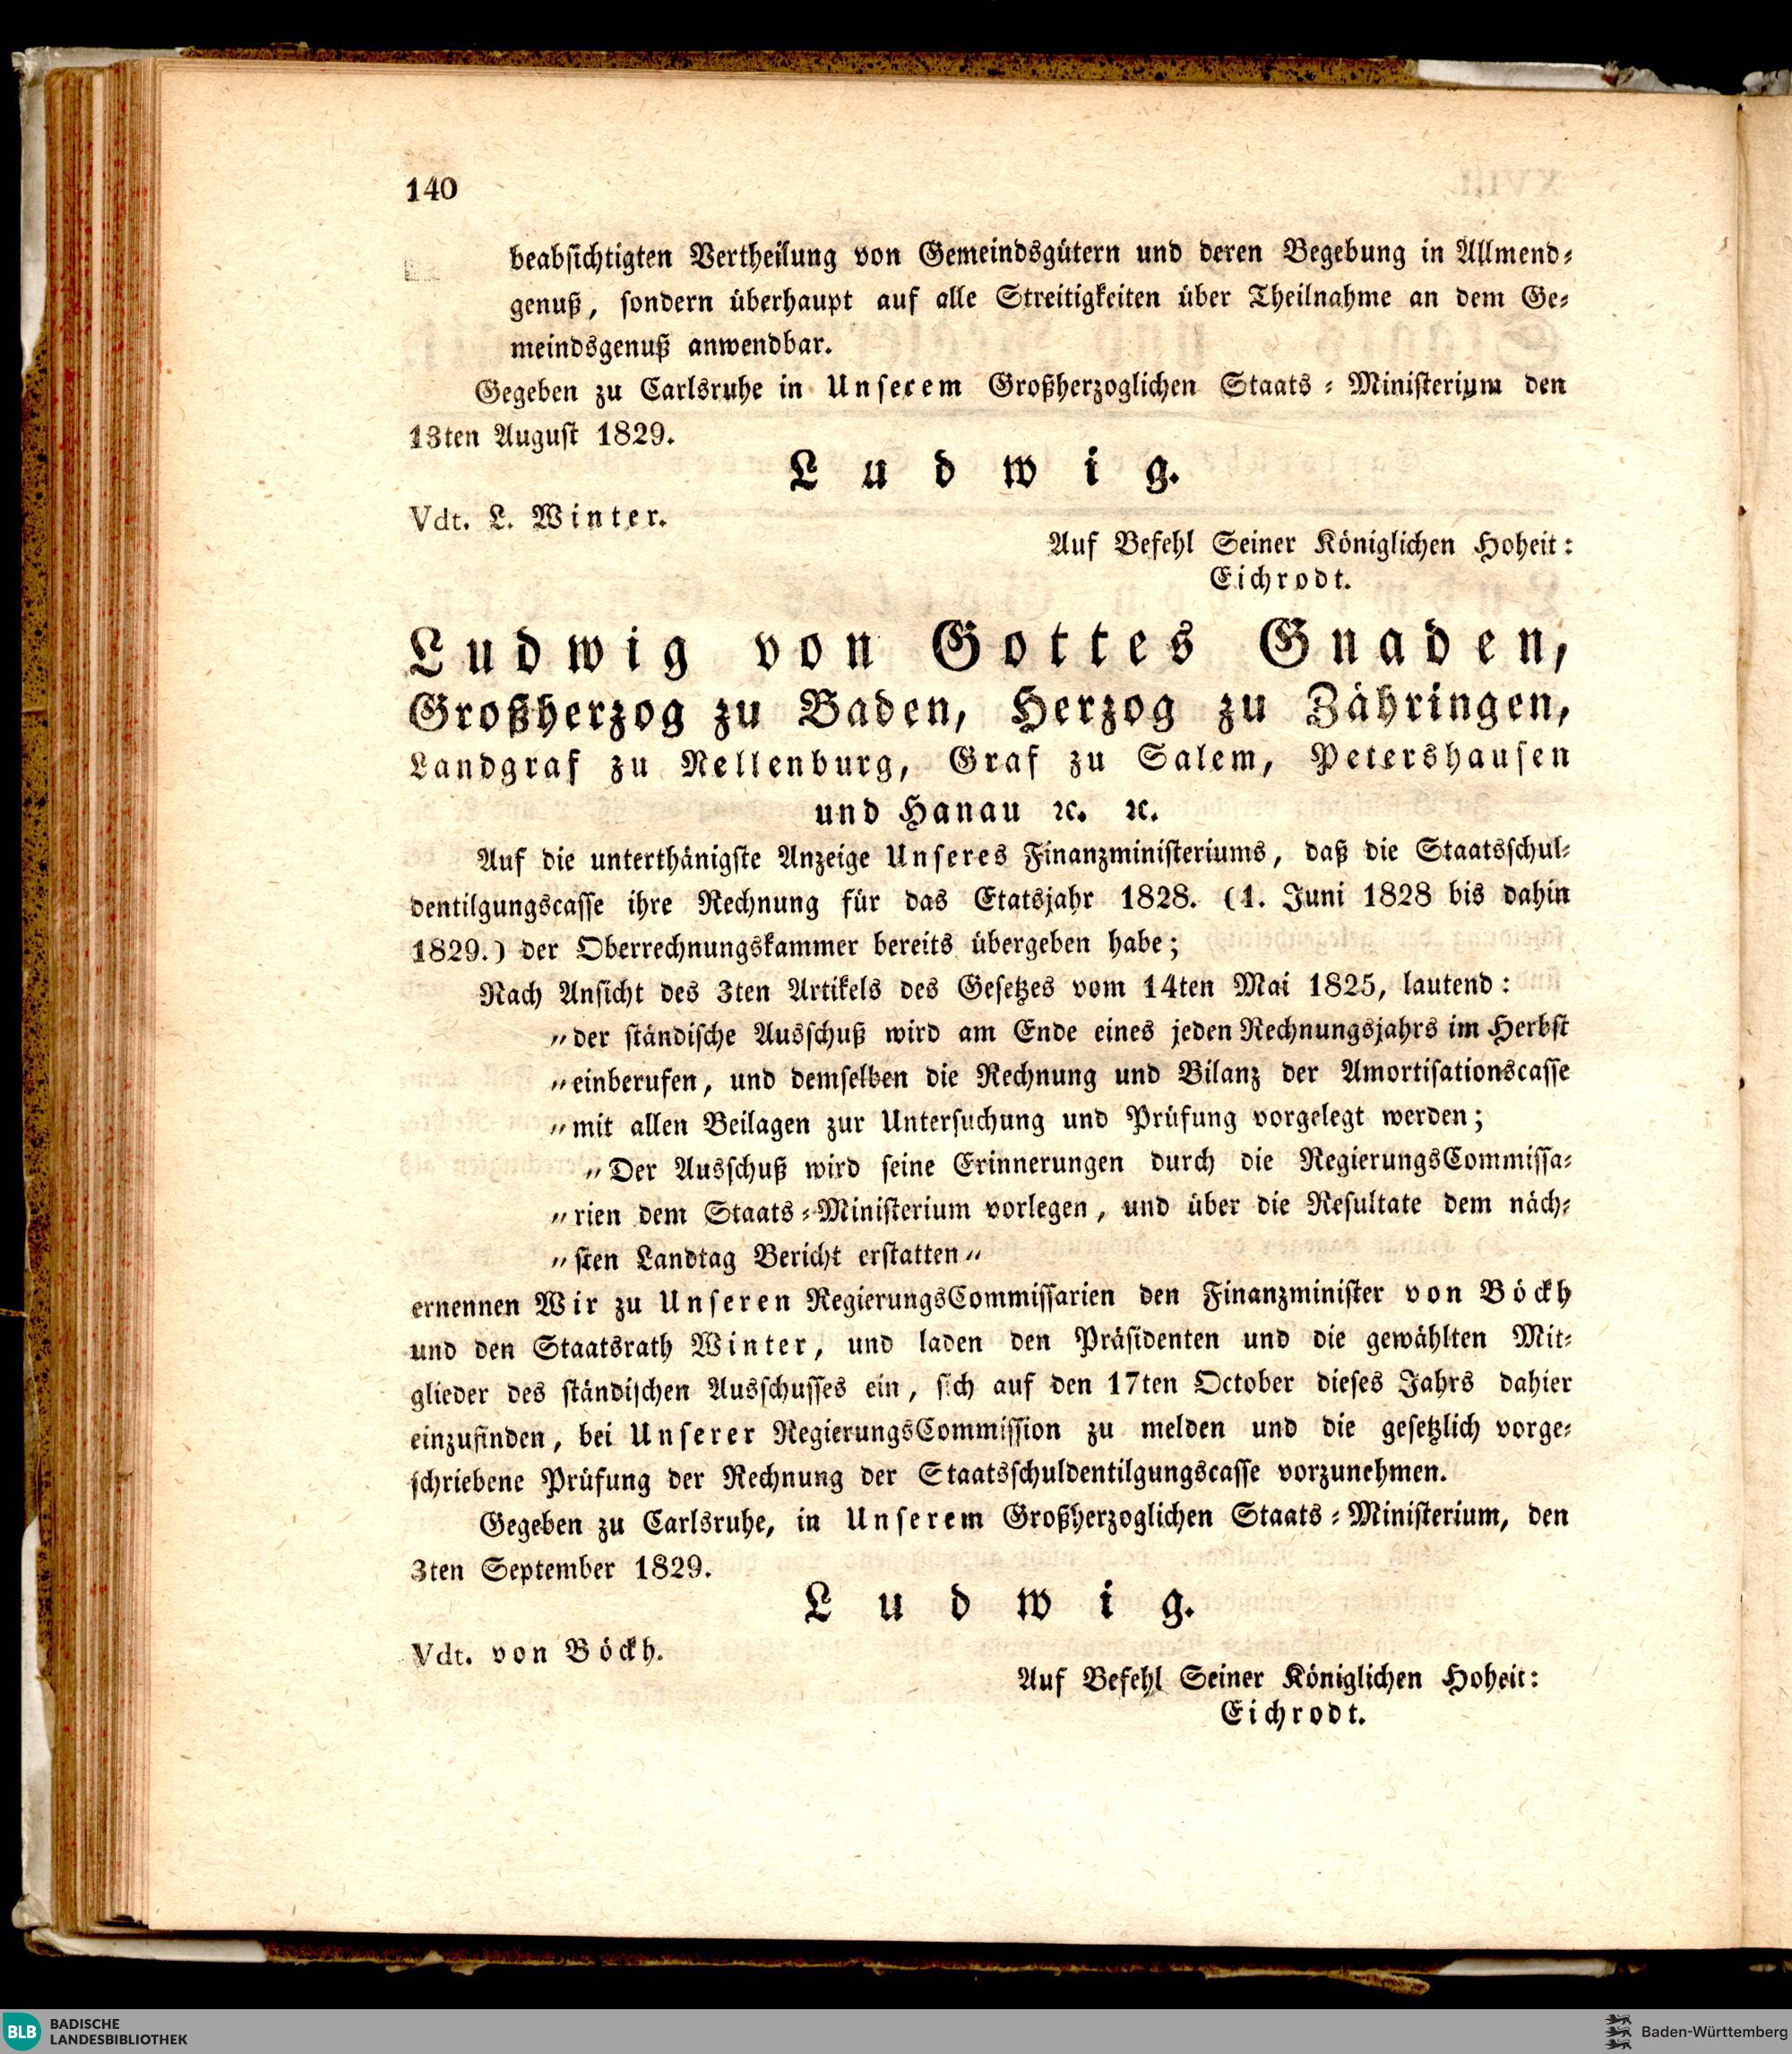 140
beabsichtigten Vertheilung von Gemeindsgütern und deren Begebung in Allmend-
genuß, sondern überhaupt auf alle Streitigkeiten über Theilnahme an dem Ge-
meindsgenuß anwendbar.
Gegeben zu Carlsruhe in Unserem Großherzoglichen Staats-Ministerium den
13ten August 1829.
Ludwig.
Vdt. L. Winter.
Auf Befehl Seiner Königlichen Hoheit:
Eichrodt.
Ludwig von Gottes Gnaden,
Großherzog zu Baden, Herzog zu Zähringen,
Landgraf zu Nellenburg, Graf zu Salem, Petershausen
und Hanau ꝛc. ꝛc.
Auf die unterthänigste Anzeige Unseres Finanzministeriums, daß die Staatsschul-
dentilgungscasse ihre Rechnung für das Etatsjahr 1828. (1. Juni 1828 bis dahin
1829.) der Oberrechnungskammer bereits übergeben habe;
Nach Ansicht des 3ten Artikels des Gesetzes vom 14ten Mai 1825, lautend:
„der ständische Ausschuß wird am Ende eines jeden Rechnungsjahrs im Herbst
„einberufen, und demselben die Rechnung und Bilanz der Amortisationscasse
„mit allen Beilagen zur Untersuchung und Prüfung vorgelegt werden;
„Der Ausschuß wird seine Erinnerungen durch die RegierungsCommissa-
„rien dem Staats-Ministerium vorlegen, und über die Resultate dem näch-
„sten Landtag Bericht erstatten„
ernennen Wir zu Unseren RegierungsCommissarien den Finanzminister von Böckh
und den Staatsrath Winter, und laden den Präsidenten und die gewählten Mit-
glieder des ständischen Ausschusses ein, sich auf den 17ten October dieses Jahrs dahier
einzufinden, bei Unserer RegierungsCommission zu melden und die gesetzlich vorge-
schriebene Prüfung der Rechnung der Staatsschuldentilgungscasse vorzunehmen.
Gegeben zu Carlsruhe, in Unserem Großherzoglichen Staats-Ministerium, den
3ten September 1829.
Ludwig.
Vdt. von Böckh.
Auf Befehl Seiner Königlichen Hoheit:
Eichrodt.
BLB BADISCHE
LANDESBIBLIOTHEK
Baden-Württemberg